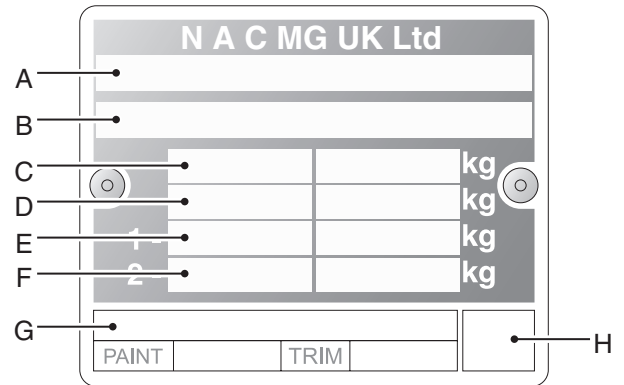 N A C MG UK Ltd
A
B
C kg
D kg
E 1 - kg
F 2 - kg
G
H
PAINT TRIM